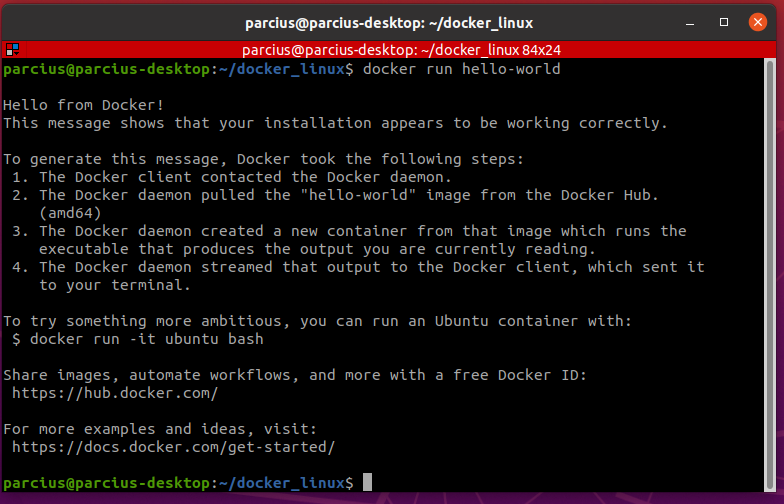 parcius@parcius-desktop: ~/docker_linux
parcius@parcius-desktop: ~/docker_linux 84x24
parcius@parcius-desktop:~/docker_linux$ docker run hello-world
Hello from Docker!
This message shows that your installation appears to be working correctly.
To generate this message, Docker took the following steps:
1. The Docker client contacted the Docker daemon.
2. The Docker daemon pulled the "hello-world" image from the Docker Hub.
(amd64)
3. The Docker daemon created a new container from that image which runs the
executable that produces the output you are currently reading.
4. The Docker daemon streamed that output to the Docker client, which sent it
to your terminal.
To try something more ambitious, you can run an Ubuntu container with:
$ docker run -it ubuntu bash
Share images, automate workflows, and more with a free Docker ID:
https://hub.docker.com/
For more examples and ideas, visit:
https://docs.docker.com/get-started/
parcius@parcius-desktop:~/docker_linux$